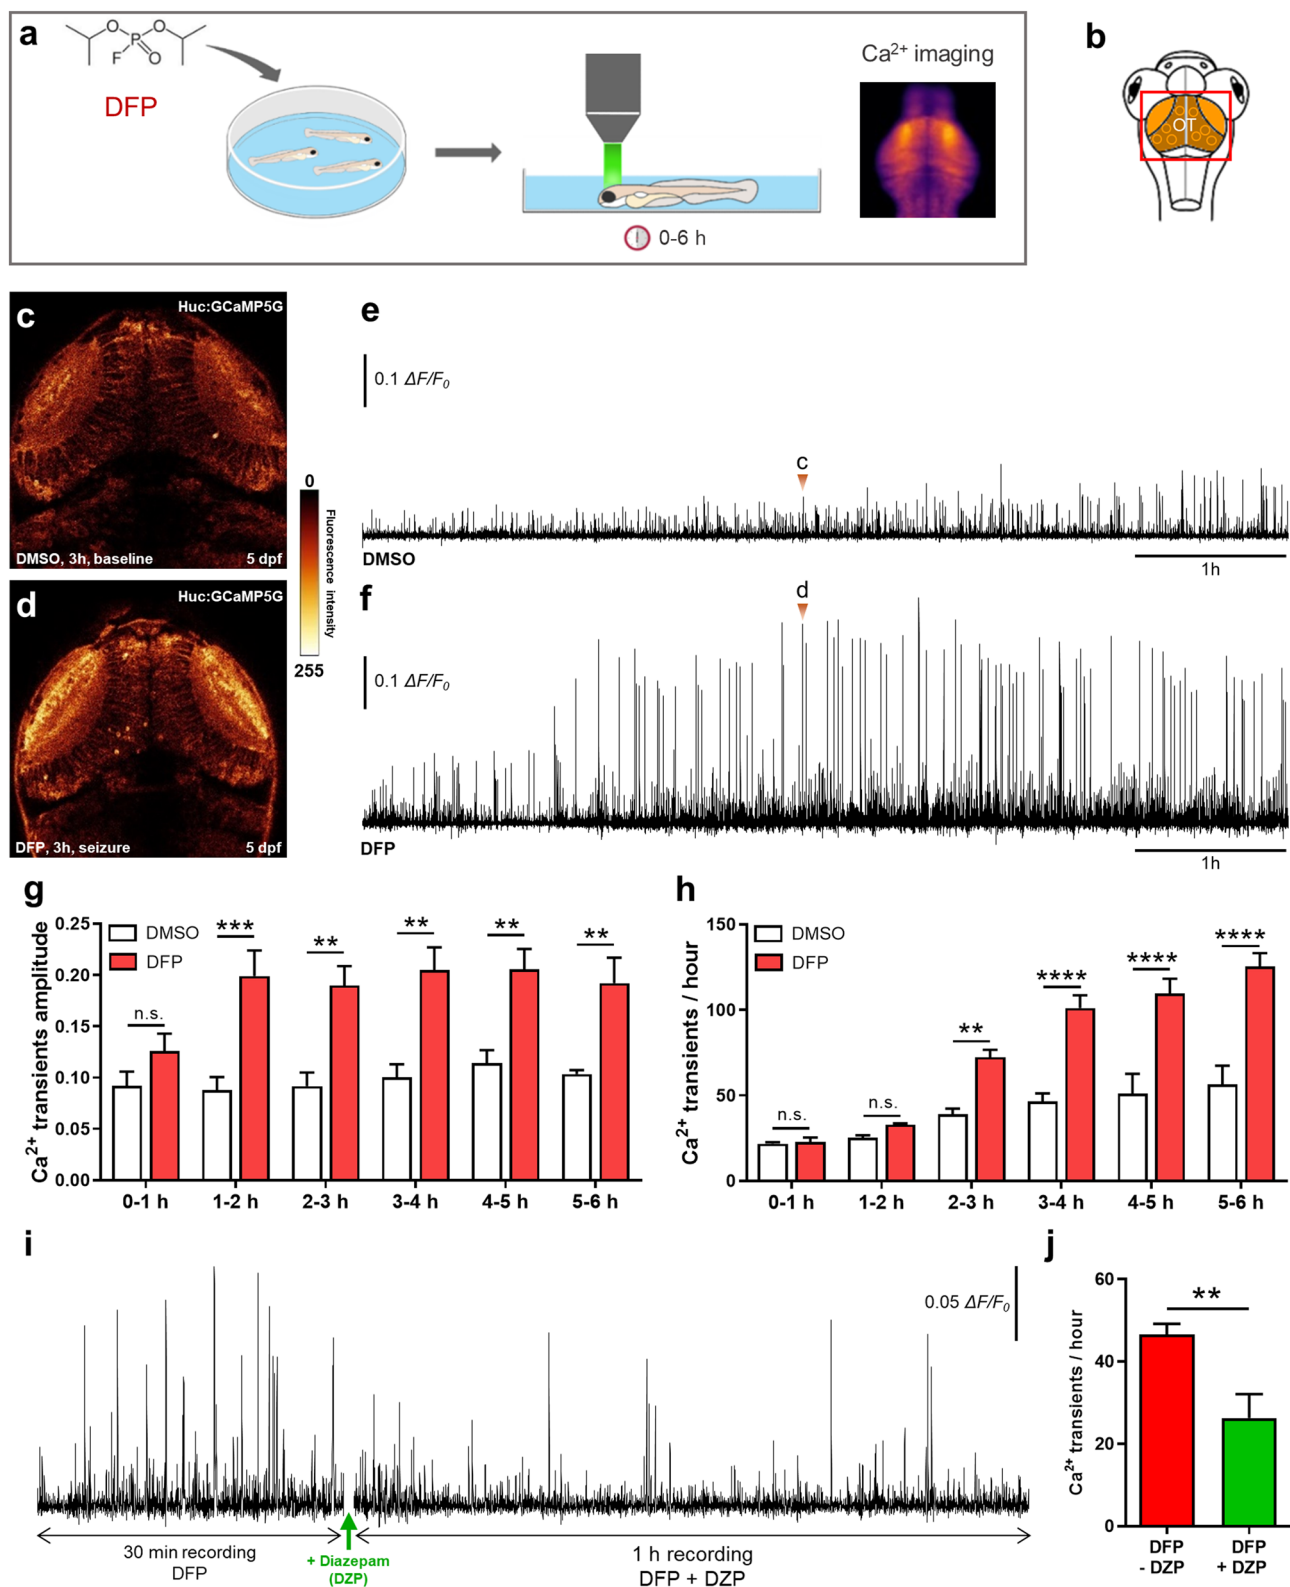 a
O
O
P
F
O
DFP
Ca2+ imaging
0-6 h
b
OT
c
Huc:GCaMP5G
DMSO, 3h, baseline
5 dpf
d
Huc:GCaMP5G
DFP, 3h, seizure
5 dpf
0
Fluorescence intensity
255
e
0.1 ΔF/F0
c
DMSO
1h
f
d
0.1 ΔF/F0
DFP
1h
g
Ca2+ transients amplitude
0.25
0.20
0.15
0.10
0.05
0.00
DMSO
DFP
n.s.
***
**
**
**
**
0-1 h
1-2 h
2-3 h
3-4 h
4-5 h
5-6 h
h
Ca2+ transients / hour
150
100
50
0
DMSO
DFP
n.s.
n.s.
**
****
****
****
0-1 h
1-2 h
2-3 h
3-4 h
4-5 h
5-6 h
i
0.05 ΔF/F0
30 min recording
DFP
+ Diazepam
(DZP)
1 h recording
DFP + DZP
j
Ca2+ transients / hour
60
40
20
0
**
DFP
- DZP
DFP
+ DZP